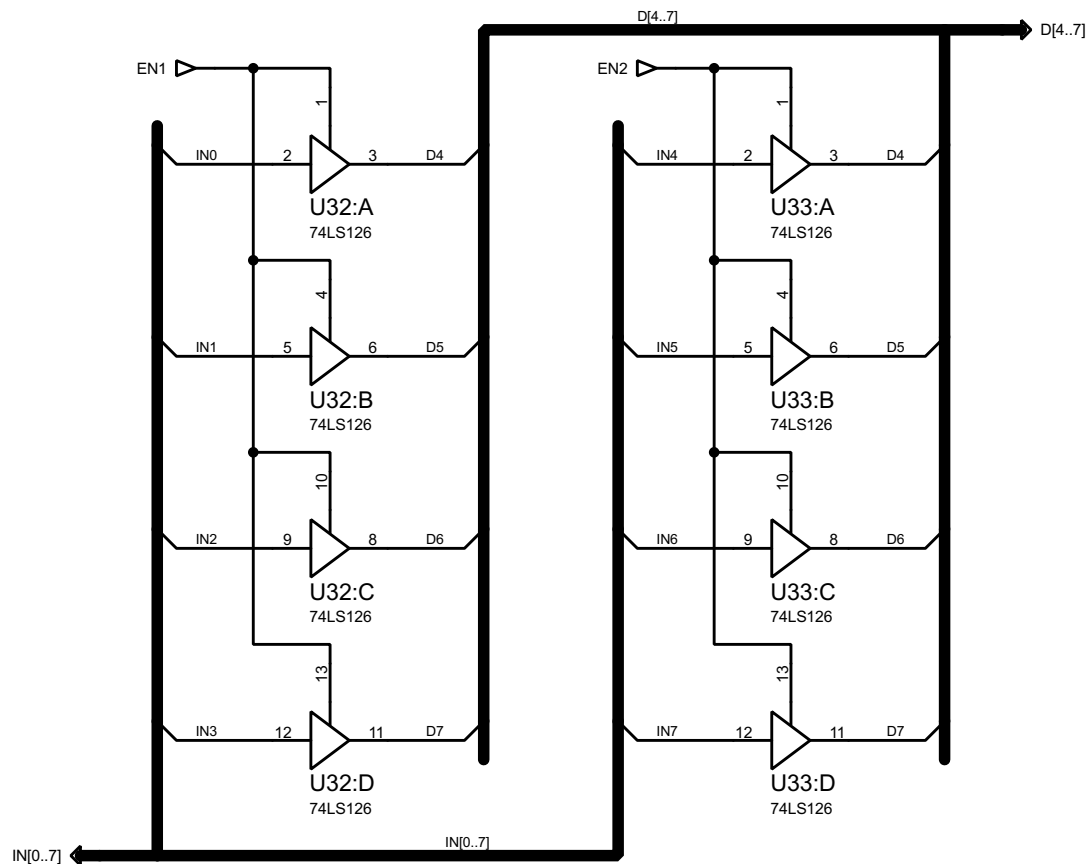 D[4..7]
D[4..7]
EN1
EN2
1
1
IN0 2 3 D4
IN4 2 3 D4
U32:A
74LS126
U33:A
74LS126
4
4
IN1 5 6 D5
IN5 5 6 D5
U32:B
74LS126
U33:B
74LS126
10
10
IN2 9 8 D6
IN6 9 8 D6
U32:C
74LS126
U33:C
74LS126
13
13
IN3 12 11 D7
IN7 12 11 D7
U32:D
74LS126
U33:D
74LS126
IN[0..7]
IN[0..7]